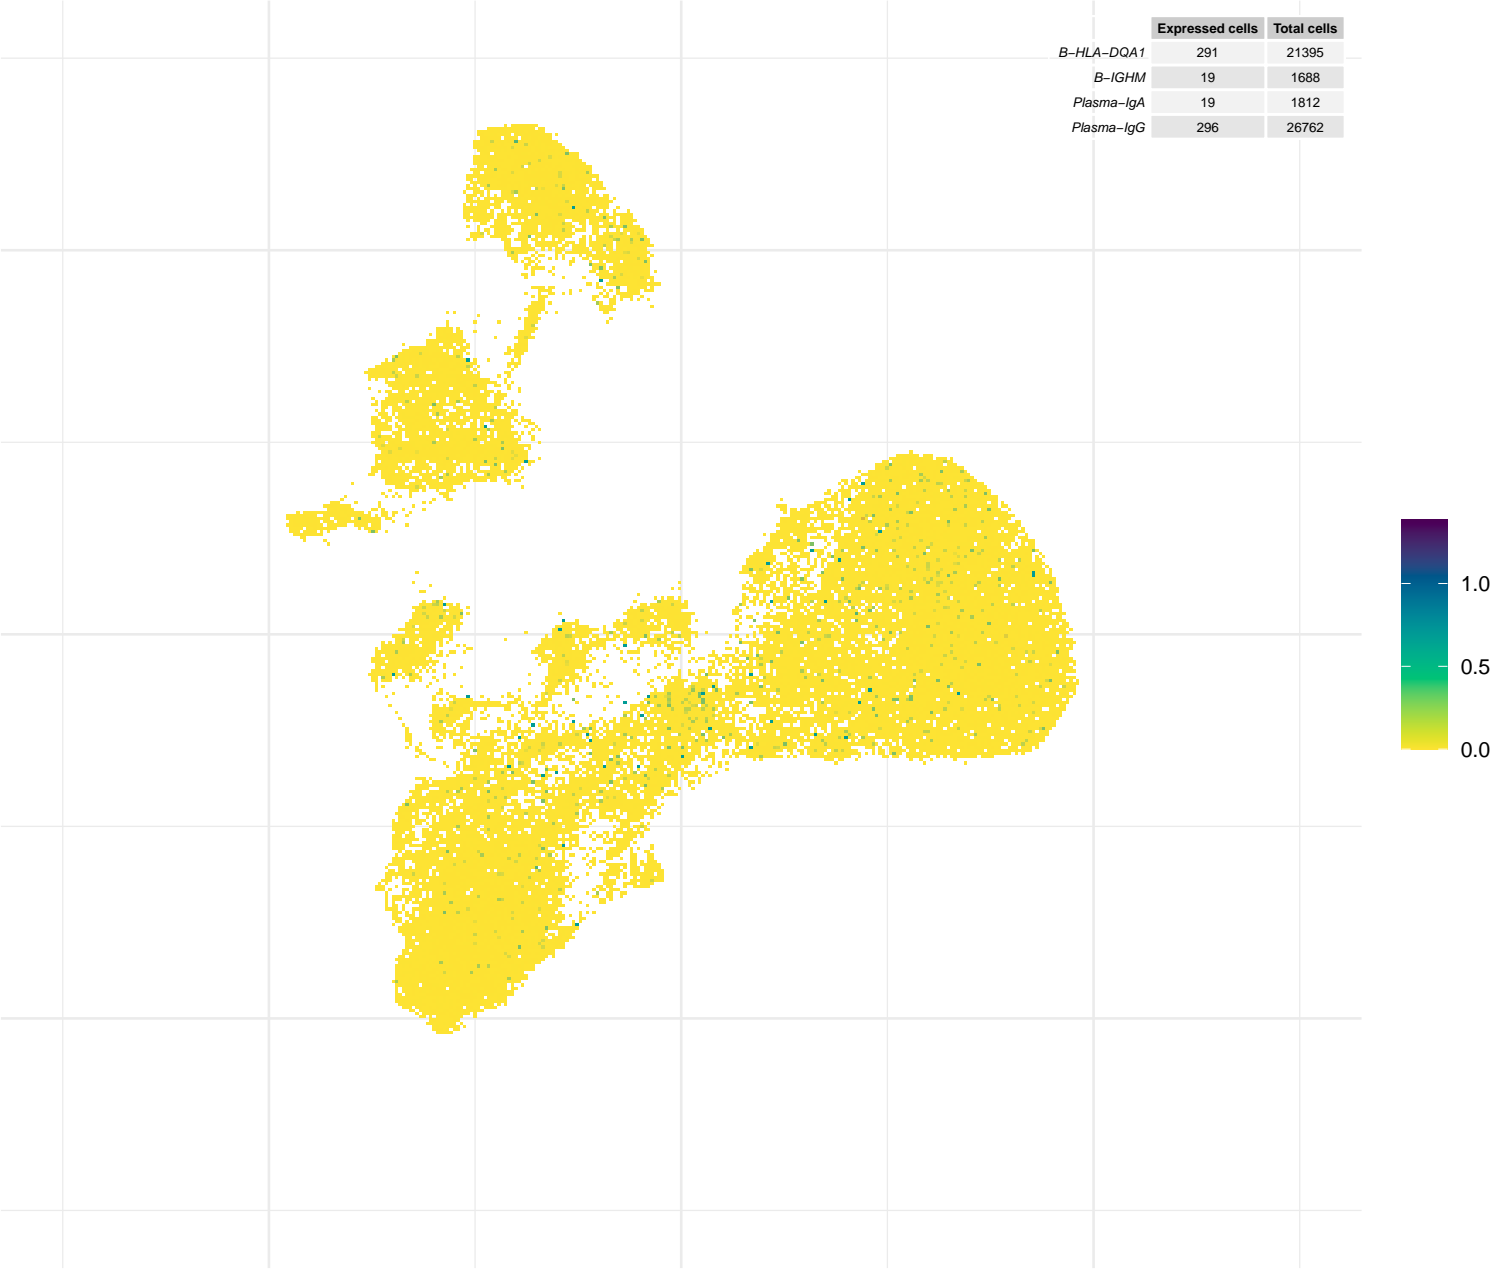 Expressed cells Total cells
B−HLA−DQA1 291 21395
B−IGHM 19 1688
Plasma−IgA 19 1812
Plasma−IgG 296 26762
1.0
0.5
0.0